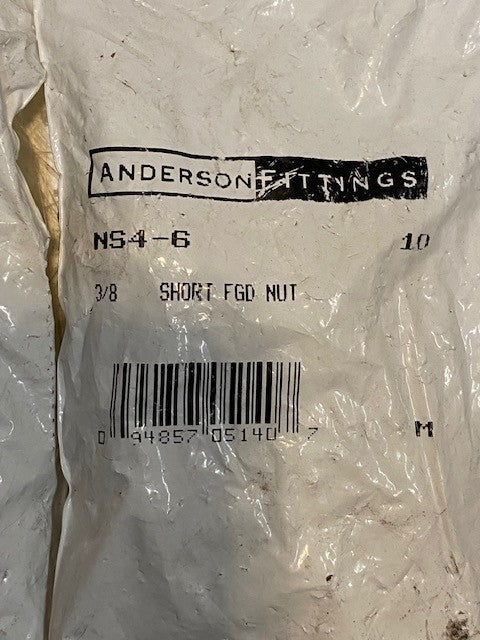 ANDERSON FITTINGS
NS4-6 10
3/8 SHORT FGD NUT
0 94857 05140 7 M